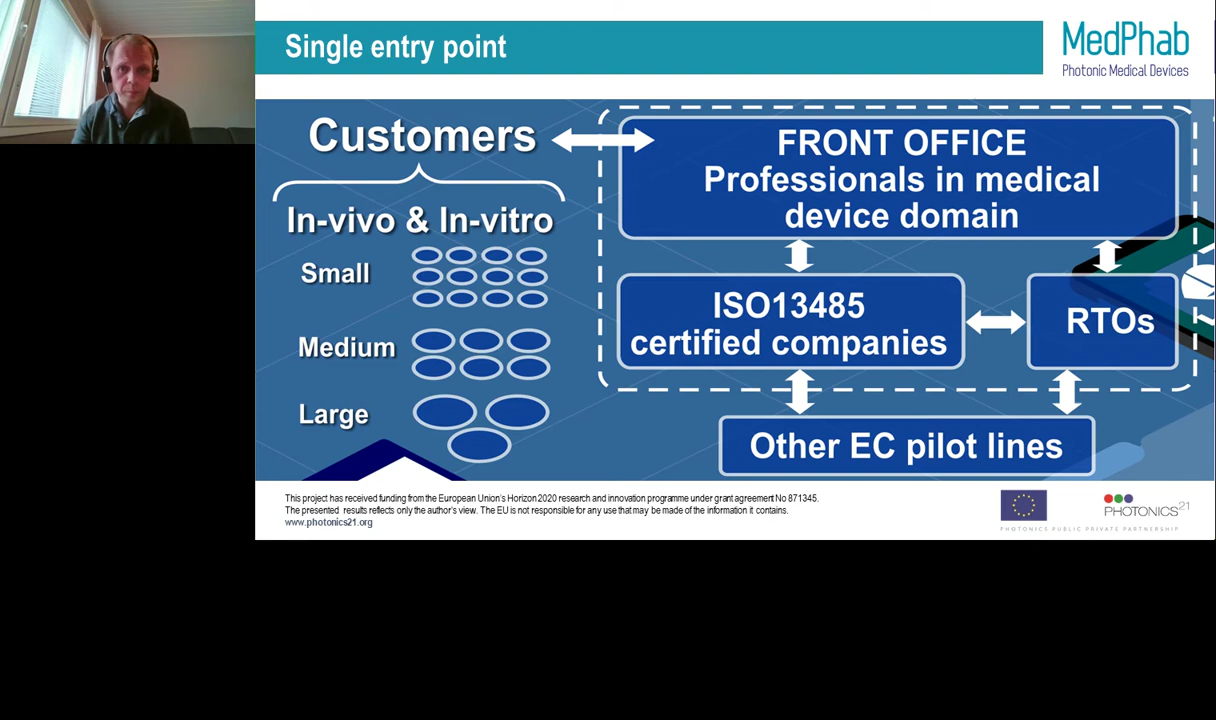 Single entry point
MedPhab
Photonic Medical Devices
Customers
In-vivo & In-vitro
Small
Medium
Large
FRONT OFFICE
Professionals in medical
device domain
ISO13485
certified companies
RTOs
Other EC pilot lines
This project has received funding from the European Union's Horizon 2020 research and innovation programme under grant agreement No 871345.
The presented results reflects only the author's view. The EU is not responsible for any use that may be made of the information it contains.
www.photonics21.org
PHOTONICS21
PHOTONICS PUBLIC PRIVATE PARTNERSHIP